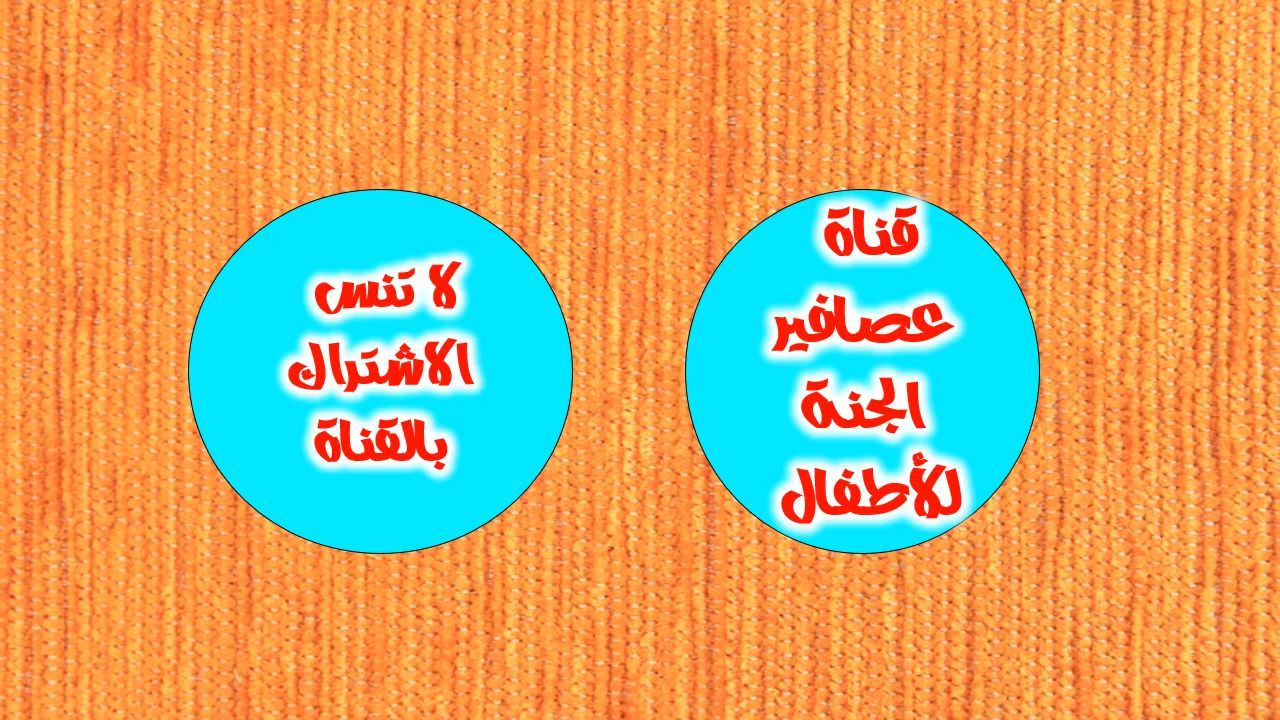 قناة
عصافير
الجنة
للأطفال
لا تنس
الاشتراك
بالقناة